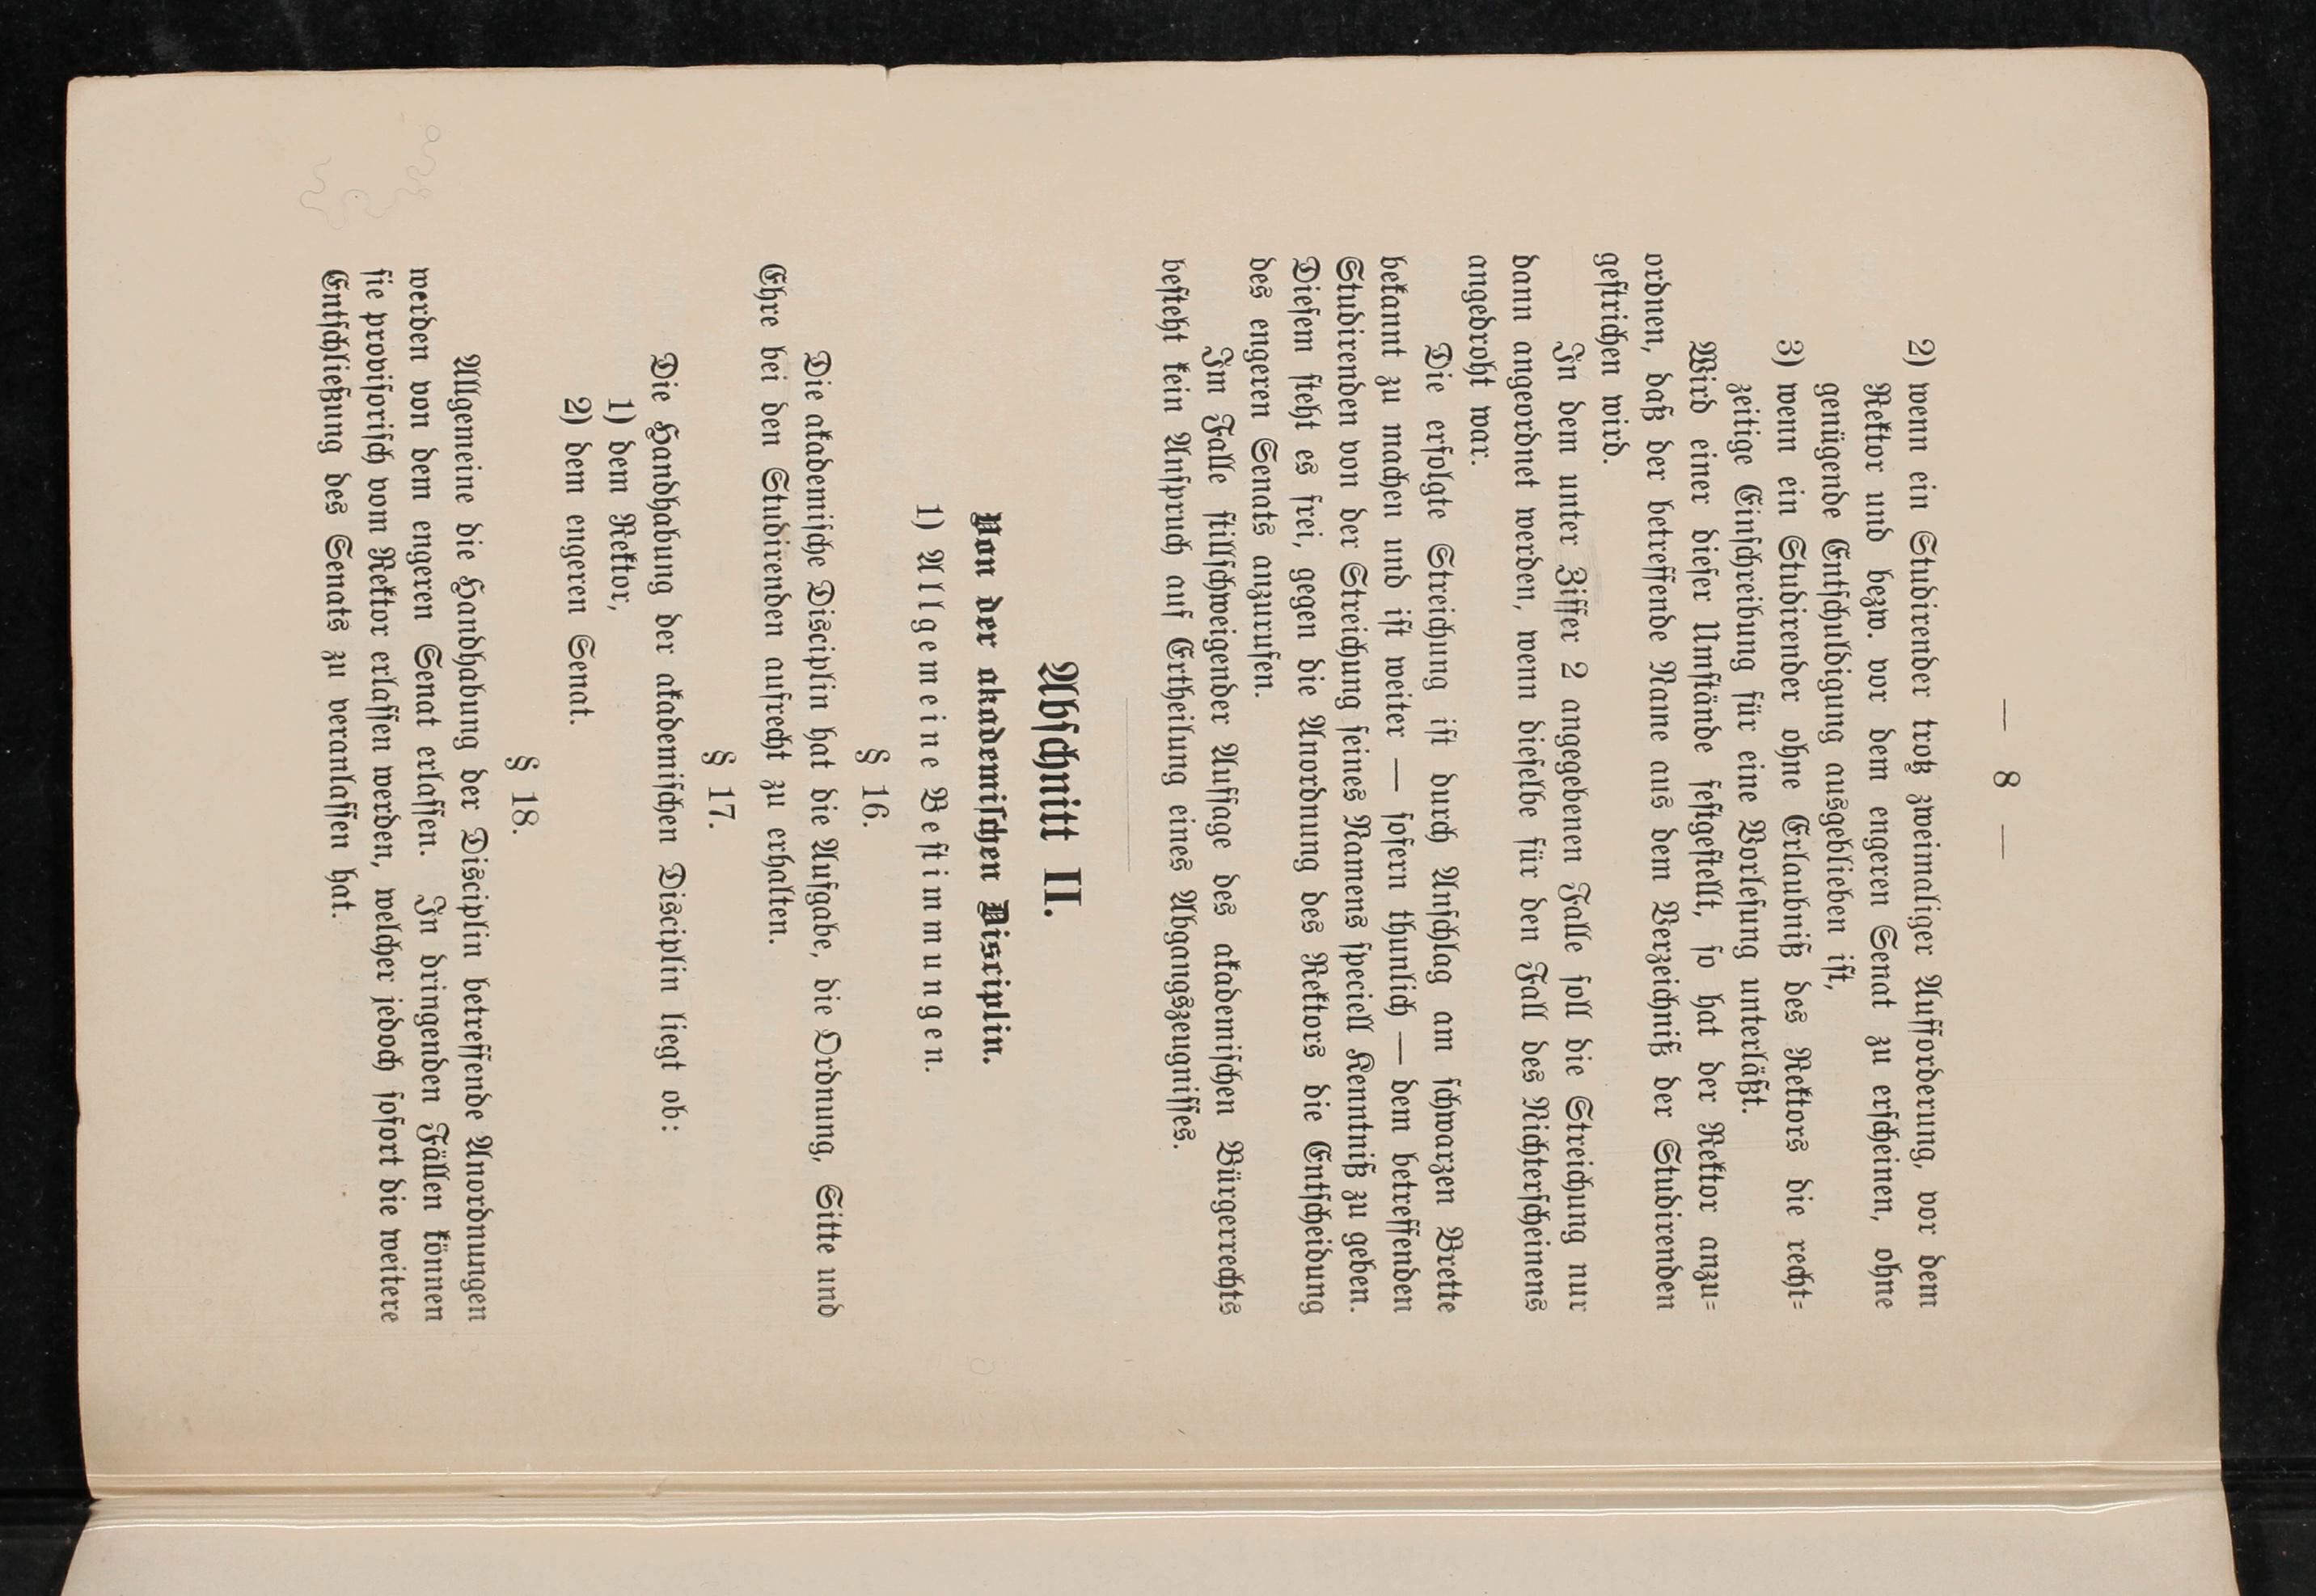 — 8 —
2) wenn ein Studirender trotz zweimaliger Aufforderung, vor dem
Rektor und bezw. vor dem engeren Senat zu erscheinen, ohne
genügende Entschuldigung ausgeblieben ist,
3) wenn ein Studirender ohne Erlaubniß des Rektors die recht-
zeitige Einschreibung für eine Vorlesung unterläßt.
Wird einer dieser Umstände festgestellt, so hat der Rektor anzu-
ordnen, daß der betreffende Name aus dem Verzeichniß der Studirenden
gestrichen wird.
In dem unter Ziffer 2 angegebenen Falle soll die Streichung nur
dann angeordnet werden, wenn dieselbe für den Fall des Nichterscheinens
angedroht war.
Die erfolgte Streichung ist durch Anschlag am schwarzen Brette
bekannt zu machen und ist weiter — sofern thunlich — dem betreffenden
Studirenden von der Streichung seines Namens speciell Kenntniß zu geben.
Diesem steht es frei, gegen die Anordnung des Rektors die Entscheidung
des engeren Senats anzurufen.
Im Falle stillschweigender Aufsage des akademischen Bürgerrechts
besteht kein Anspruch auf Ertheilung eines Abgangszeugnisses.
Abschnitt II.
Von der akademischen Disciplin.
1) Allgemeine Bestimmungen.
§ 16.
Die akademische Disciplin hat die Aufgabe, die Ordnung, Sitte und
Ehre bei den Studirenden aufrecht zu erhalten.
§ 17.
Die Handhabung der akademischen Disciplin liegt ob:
1) dem Rektor,
2) dem engeren Senat.
§ 18.
Allgemeine die Handhabung der Disciplin betreffende Anordnungen
werden von dem engeren Senat erlassen. In dringenden Fällen können
sie provisorisch vom Rektor erlassen werden, welcher jedoch sofort die weitere
Entschließung des Senats zu veranlassen hat.